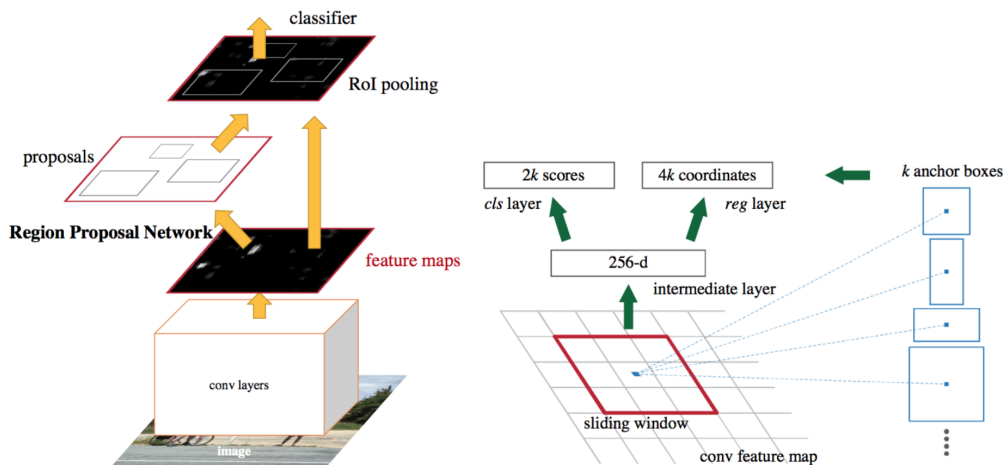 classifier
RoI pooling
proposals
Region Proposal Network
feature maps
conv layers
image
2k scores
4k coordinates
k anchor boxes
cls layer
reg layer
256-d
intermediate layer
sliding window
conv feature map